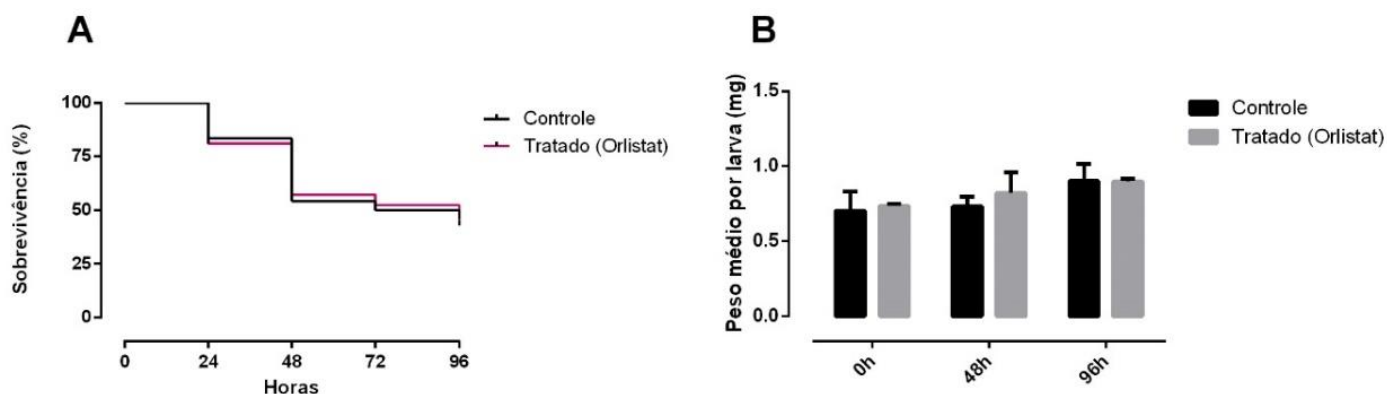 A
Sobrevivência (%)
100
75
50
25
0
0 24 48 72 96
Horas
Controle
Tratado (Orlistat)
B
Peso médio por larva (mg)
1.5
1.0
0.5
0.0
0h 48h 96h
Controle
Tratado (Orlistat)